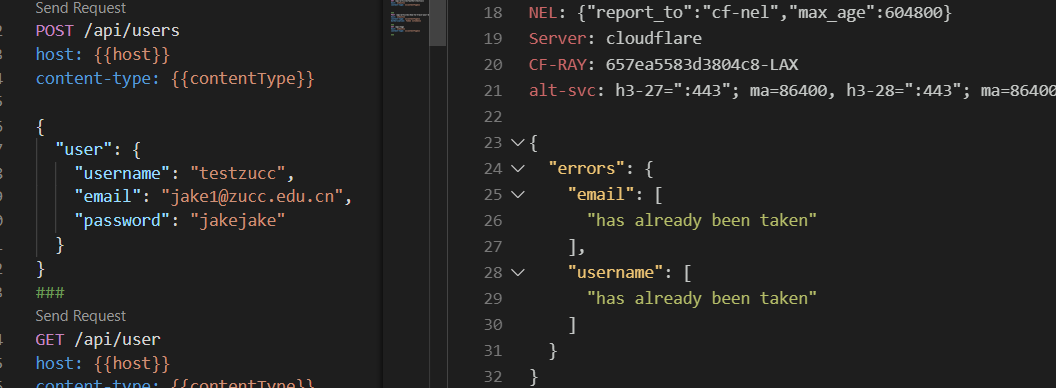 Send Request
POST /api/users
host: {{host}}
content-type: {{contentType}}
{
"user": {
"username": "testzucc",
"email": "jake1@zucc.edu.cn",
"password": "jakejake"
}
}
###
Send Request
GET /api/user
host: {{host}}
content-type: {{contentType}}
18 NEL: {"report_to":"cf-nel","max_age":604800}
19 Server: cloudflare
20 CF-RAY: 657ea5583d3804c8-LAX
21 alt-svc: h3-27=":443"; ma=86400, h3-28=":443"; ma=86400
22
23 {
24 "errors": {
25 "email": [
26 "has already been taken"
27 ],
28 "username": [
29 "has already been taken"
30 ]
31 }
32 }